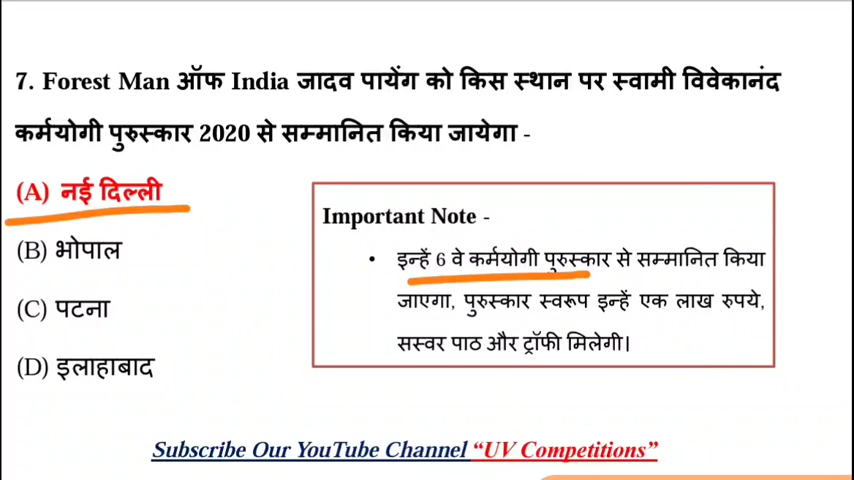 7. Forest Man ऑफ India जादव पायेंग को किस स्थान पर स्वामी विवेकानंद
कर्मयोगी पुरुस्कार 2020 से सम्मानित किया जायेगा -
(A) नई दिल्ली
(B) भोपाल
(C) पटना
(D) इलाहाबाद
Important Note -
• इन्हें 6 वे कर्मयोगी पुरुस्कार से सम्मानित किया
जाएगा, पुरुस्कार स्वरूप इन्हें एक लाख रुपये,
सस्वर पाठ और ट्रॉफी मिलेगी।
Subscribe Our YouTube Channel “UV Competitions”